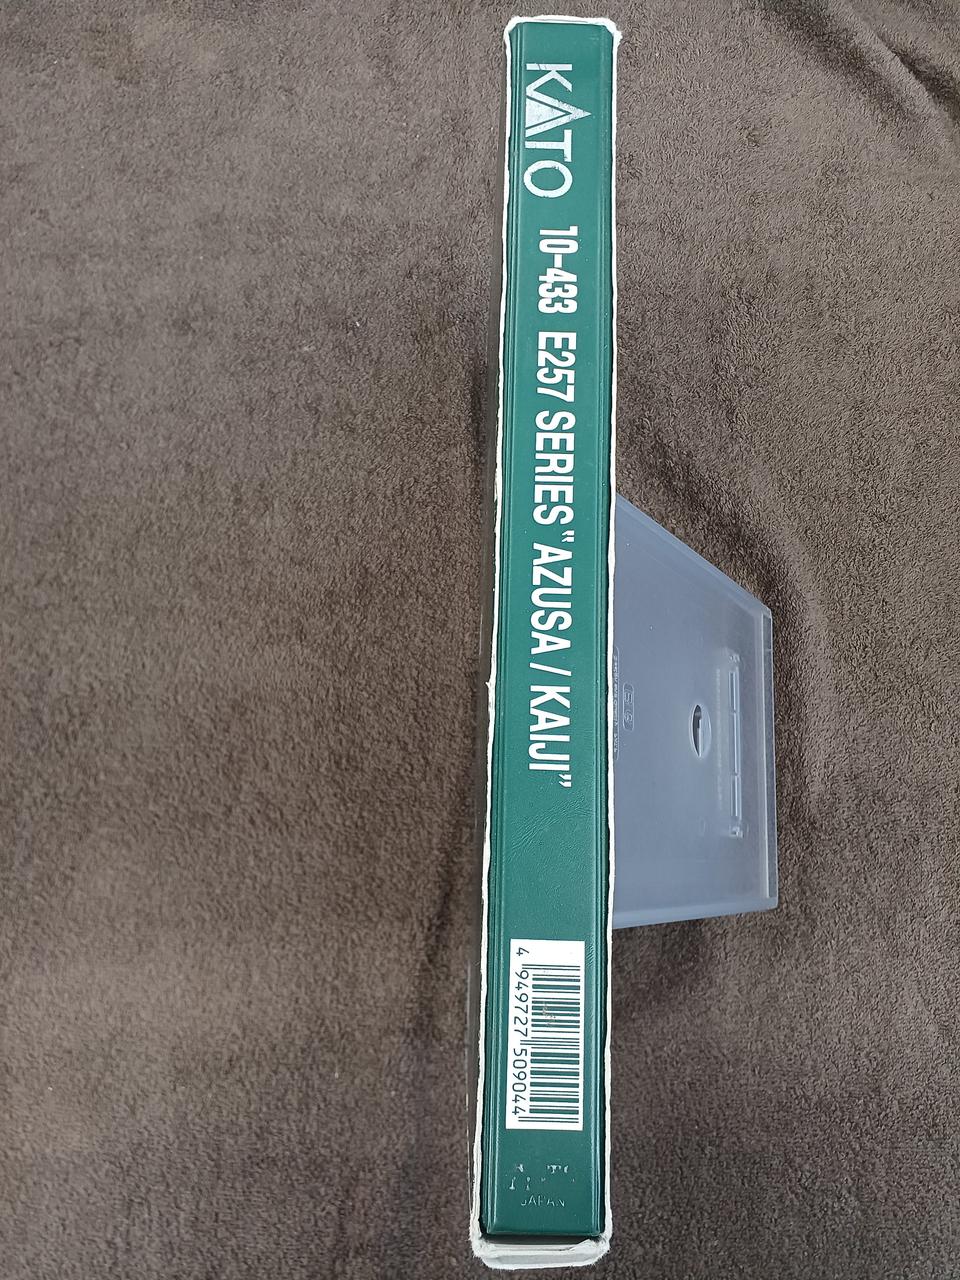 KATO 10-433 E257 SERIES "AZUSA / KAIJI"
4 949727 509044
JAPAN